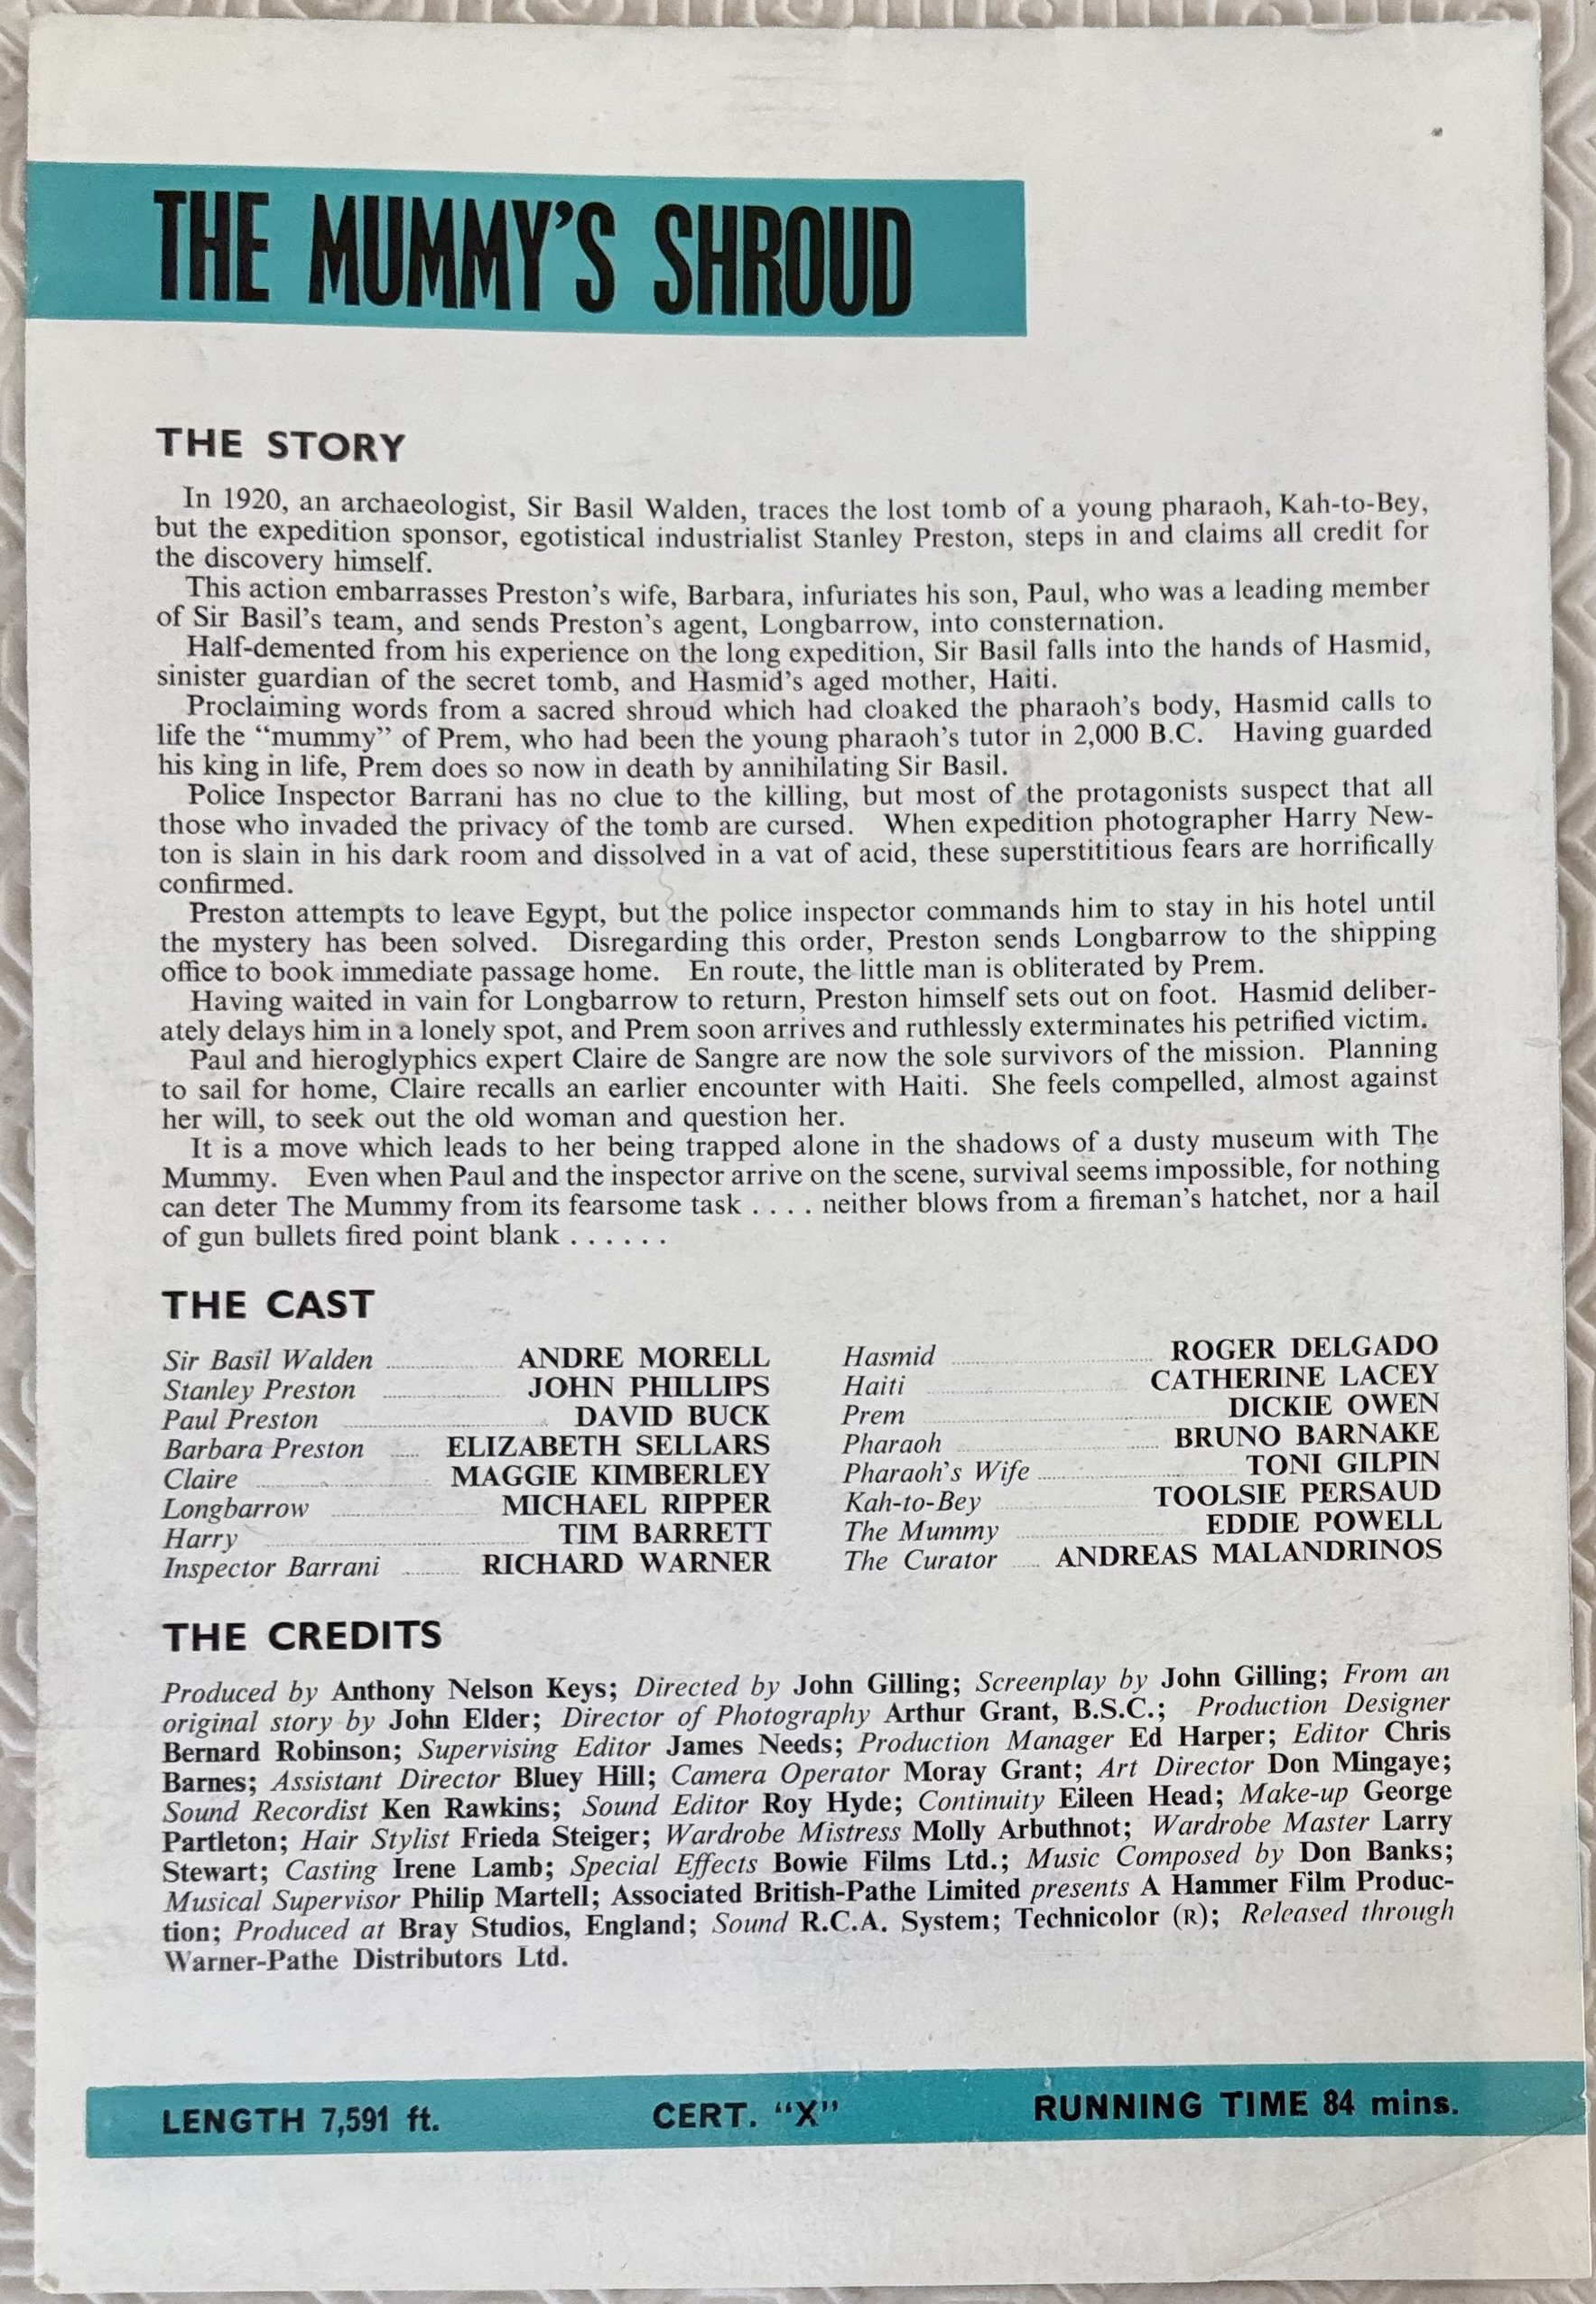 THE MUMMY'S SHROUD
THE STORY
In 1920, an archaeologist, Sir Basil Walden, traces the lost tomb of a young pharaoh, Kah-to-Bey,
but the expedition sponsor, egotistical industrialist Stanley Preston, steps in and claims all credit for
the discovery himself.
This action embarrasses Preston's wife, Barbara, infuriates his son, Paul, who was a leading member
of Sir Basil's team, and sends Preston's agent, Longbarrow, into consternation.
Half-demented from his experience on the long expedition, Sir Basil falls into the hands of Hasmid,
sinister guardian of the secret tomb, and Hasmid's aged mother, Haiti.
Proclaiming words from a sacred shroud which had cloaked the pharaoh's body, Hasmid calls to
life the "mummy" of Prem, who had been the young pharaoh's tutor in 2,000 B.C. Having guarded
his king in life, Prem does so now in death by annihilating Sir Basil.
Police Inspector Barrani has no clue to the killing, but most of the protagonists suspect that all
those who invaded the privacy of the tomb are cursed. When expedition photographer Harry New-
ton is slain in his dark room and dissolved in a vat of acid, these superstititious fears are horrifically
confirmed.
Preston attempts to leave Egypt, but the police inspector commands him to stay in his hotel until
the mystery has been solved. Disregarding this order, Preston sends Longbarrow to the shipping
office to book immediate passage home. En route, the little man is obliterated by Prem.
Having waited in vain for Longbarrow to return, Preston himself sets out on foot. Hasmid deliber-
ately delays him in a lonely spot, and Prem soon arrives and ruthlessly exterminates his petrified victim.
Paul and hieroglyphics expert Claire de Sangre are now the sole survivors of the mission. Planning
to sail for home, Claire recalls an earlier encounter with Haiti. She feels compelled, almost against
her will, to seek out the old woman and question her.
It is a move which leads to her being trapped alone in the shadows of a dusty museum with The
Mummy. Even when Paul and the inspector arrive on the scene, survival seems impossible, for nothing
can deter The Mummy from its fearsome task . . . . neither blows from a fireman's hatchet, nor a hail
of gun bullets fired point blank . . . . . .
THE CAST
Sir Basil Walden ANDRE MORELL
Stanley Preston JOHN PHILLIPS
Paul Preston DAVID BUCK
Barbara Preston ELIZABETH SELLARS
Claire MAGGIE KIMBERLEY
Longbarrow MICHAEL RIPPER
Harry TIM BARRETT
Inspector Barrani RICHARD WARNER
Hasmid ROGER DELGADO
Haiti CATHERINE LACEY
Prem DICKIE OWEN
Pharaoh BRUNO BARNAKE
Pharaoh's Wife TONI GILPIN
Kah-to-Bey TOOLSIE PERSAUD
The Mummy EDDIE POWELL
The Curator ANDREAS MALANDRINOS
THE CREDITS
Produced by Anthony Nelson Keys; Directed by John Gilling; Screenplay by John Gilling; From an
original story by John Elder; Director of Photography Arthur Grant, B.S.C.; Production Designer
Bernard Robinson; Supervising Editor James Needs; Production Manager Ed Harper; Editor Chris
Barnes; Assistant Director Bluey Hill; Camera Operator Moray Grant; Art Director Don Mingaye;
Sound Recordist Ken Rawkins; Sound Editor Roy Hyde; Continuity Eileen Head; Make-up George
Partleton; Hair Stylist Frieda Steiger; Wardrobe Mistress Molly Arbuthnot; Wardrobe Master Larry
Stewart; Casting Irene Lamb; Special Effects Bowie Films Ltd.; Music Composed by Don Banks;
Musical Supervisor Philip Martell; Associated British-Pathe Limited presents A Hammer Film Produc-
tion; Produced at Bray Studios, England; Sound R.C.A. System; Technicolor (R); Released through
Warner-Pathe Distributors Ltd.
LENGTH 7,591 ft. CERT. "X" RUNNING TIME 84 mins.